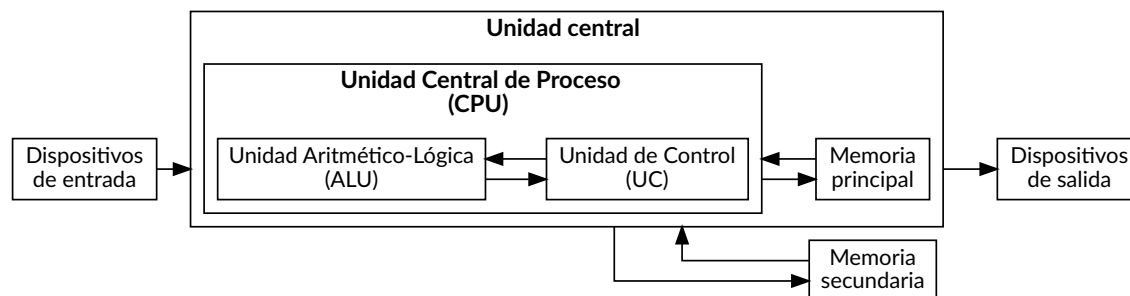 Unidad central
Unidad Central de Proceso
(CPU)
Dispositivos
de entrada
Unidad Aritmético-Lógica
(ALU)
Unidad de Control
(UC)
Memoria
principal
Dispositivos
de salida
Memoria
secundaria